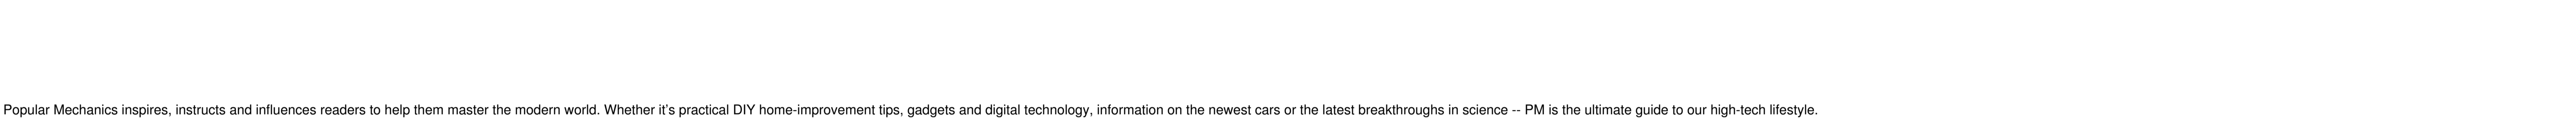 Popular Mechanics inspires, instructs and influences readers to help them master the modern world. Whether it’s practical DIY home-improvement tips, gadgets and digital technology, information on the newest cars or the latest breakthroughs in science -- PM is the ultimate guide to our high-tech lifestyle.